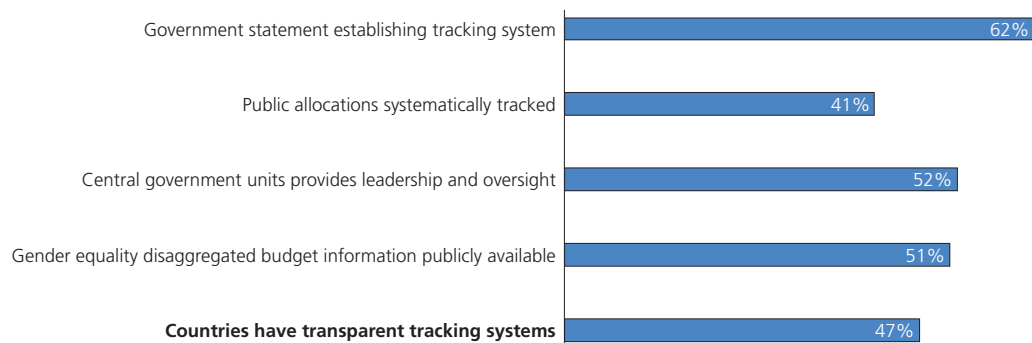 Government statement establishing tracking system 62%
Public allocations systematically tracked 41%
Central government units provides leadership and oversight 52%
Gender equality disaggregated budget information publicly available 51%
Countries have transparent tracking systems 47%